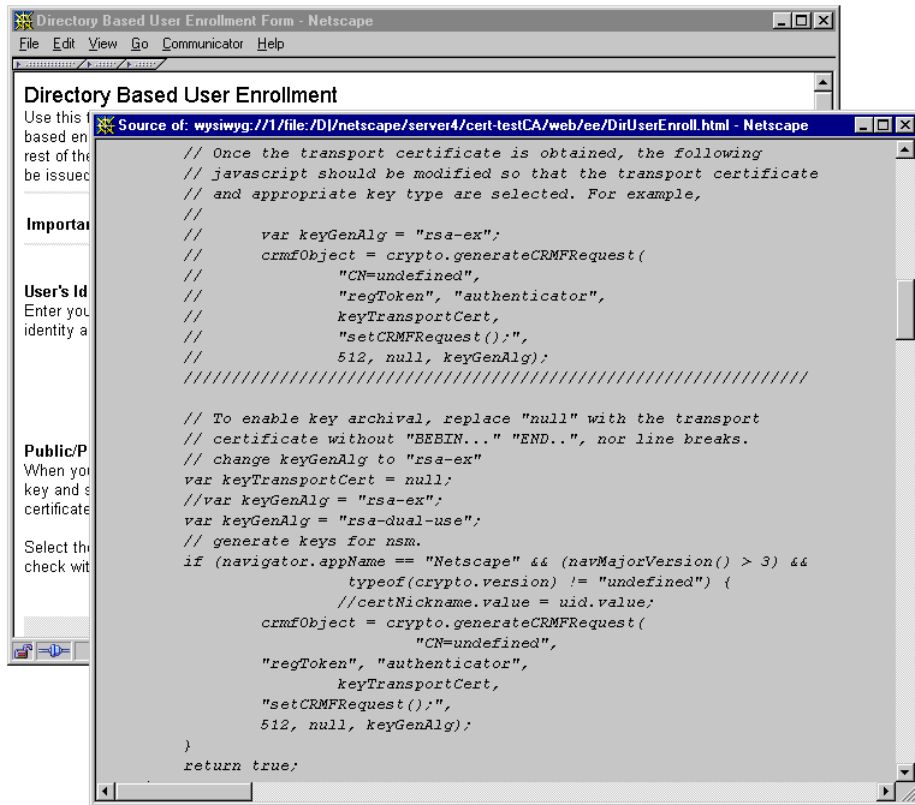 Directory Based User Enrollment Form - Netscape
File Edit View Go Communicator Help
Directory Based User Enrollment
Use this
based en
rest of the
be issued
Importa
User's Id
Enter you
identity a
Public/P
When you
key and s
certificate
Select th
check wit
Source of: wysiwyg://1/file:/D|/netscape/server4/cert-testCA/web/ee/DirUserEnroll.html - Netscape
// Once the transport certificate is obtained, the following
// javascript should be modified so that the transport certificate
// and appropriate key type are selected. For example,
//
// var keyGenAlg = "rsa-ex";
// crmfObject = crypto.generateCRMFRequest(
// "CN=undefined",
// "regToken", "authenticator",
// keyTransportCert,
// "setCRMFRequest();",
// 512, null, keyGenAlg);
////////////////////////////////////////////////////////////////
// To enable key archival, replace "null" with the transport
// certificate without "BEBIN..." "END..", nor line breaks.
// change keyGenAlg to "rsa-ex"
var keyTransportCert = null;
//var keyGenAlg = "rsa-ex";
var keyGenAlg = "rsa-dual-use";
// generate keys for nsm.
if (navigator.appName == "Netscape" && (navMajorVersion() > 3) &&
typeof(crypto.version) != "undefined") {
//certNickname.value = uid.value;
crmfObject = crypto.generateCRMFRequest(
"CN=undefined",
"regToken", "authenticator",
keyTransportCert,
"setCRMFRequest();",
512, null, keyGenAlg);
}
return true;